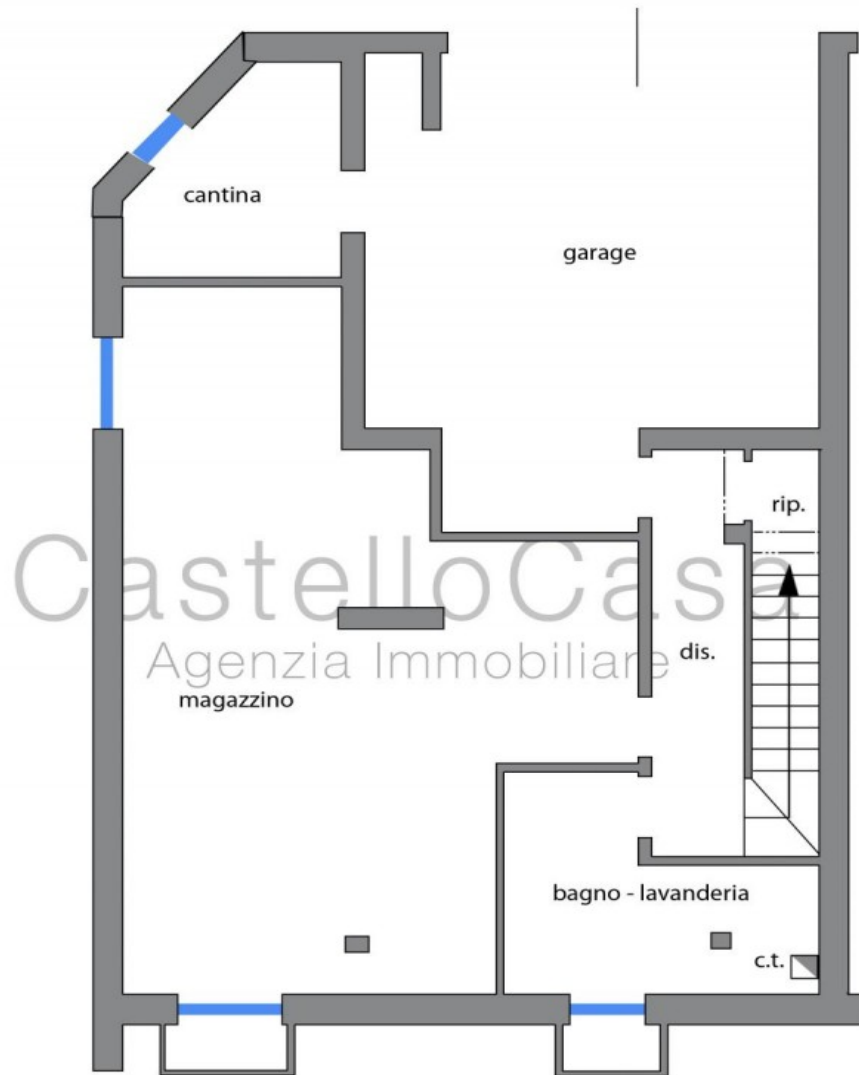 cantina
garage
rip.
CastelloCasa
Agenzia Immobiliare
dis.
magazzino
bagno - lavanderia
c.t.